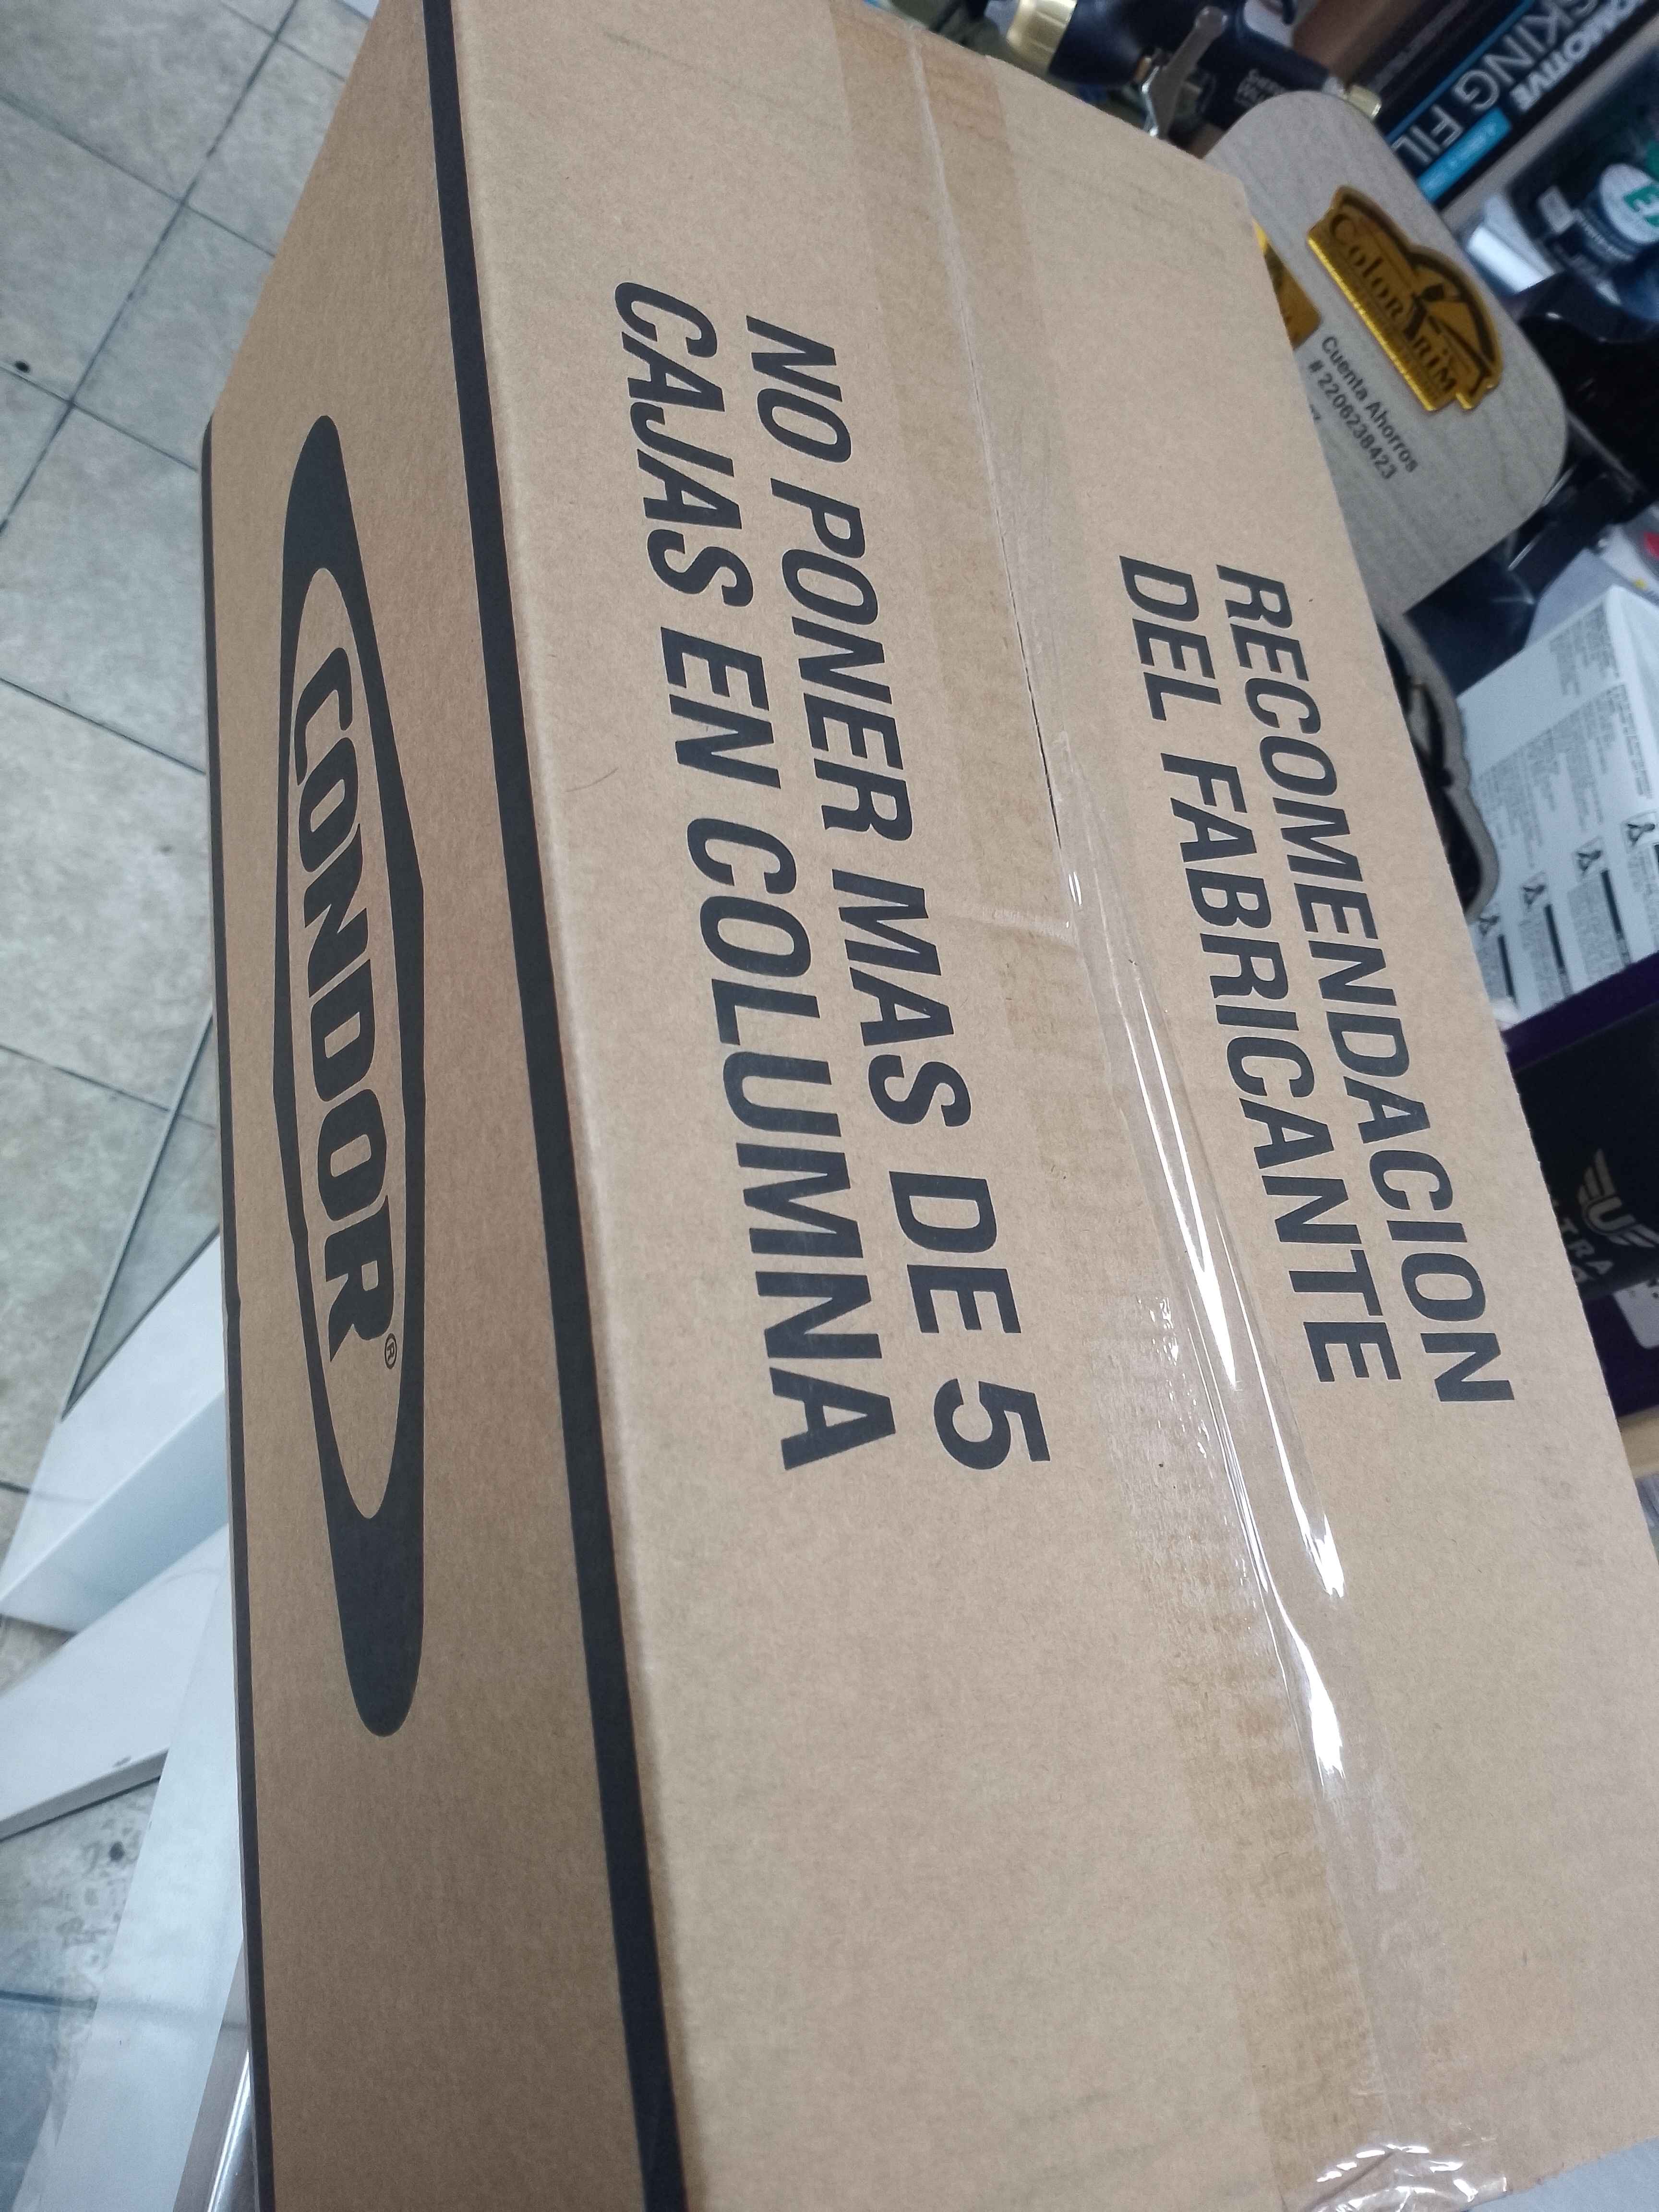 RECOMENDACION
DEL FABRICANTE
NO PONER MAS DE 5
CAJAS EN COLUMNA
CONDOR®
Cuenta Ahorros
# 2206238423